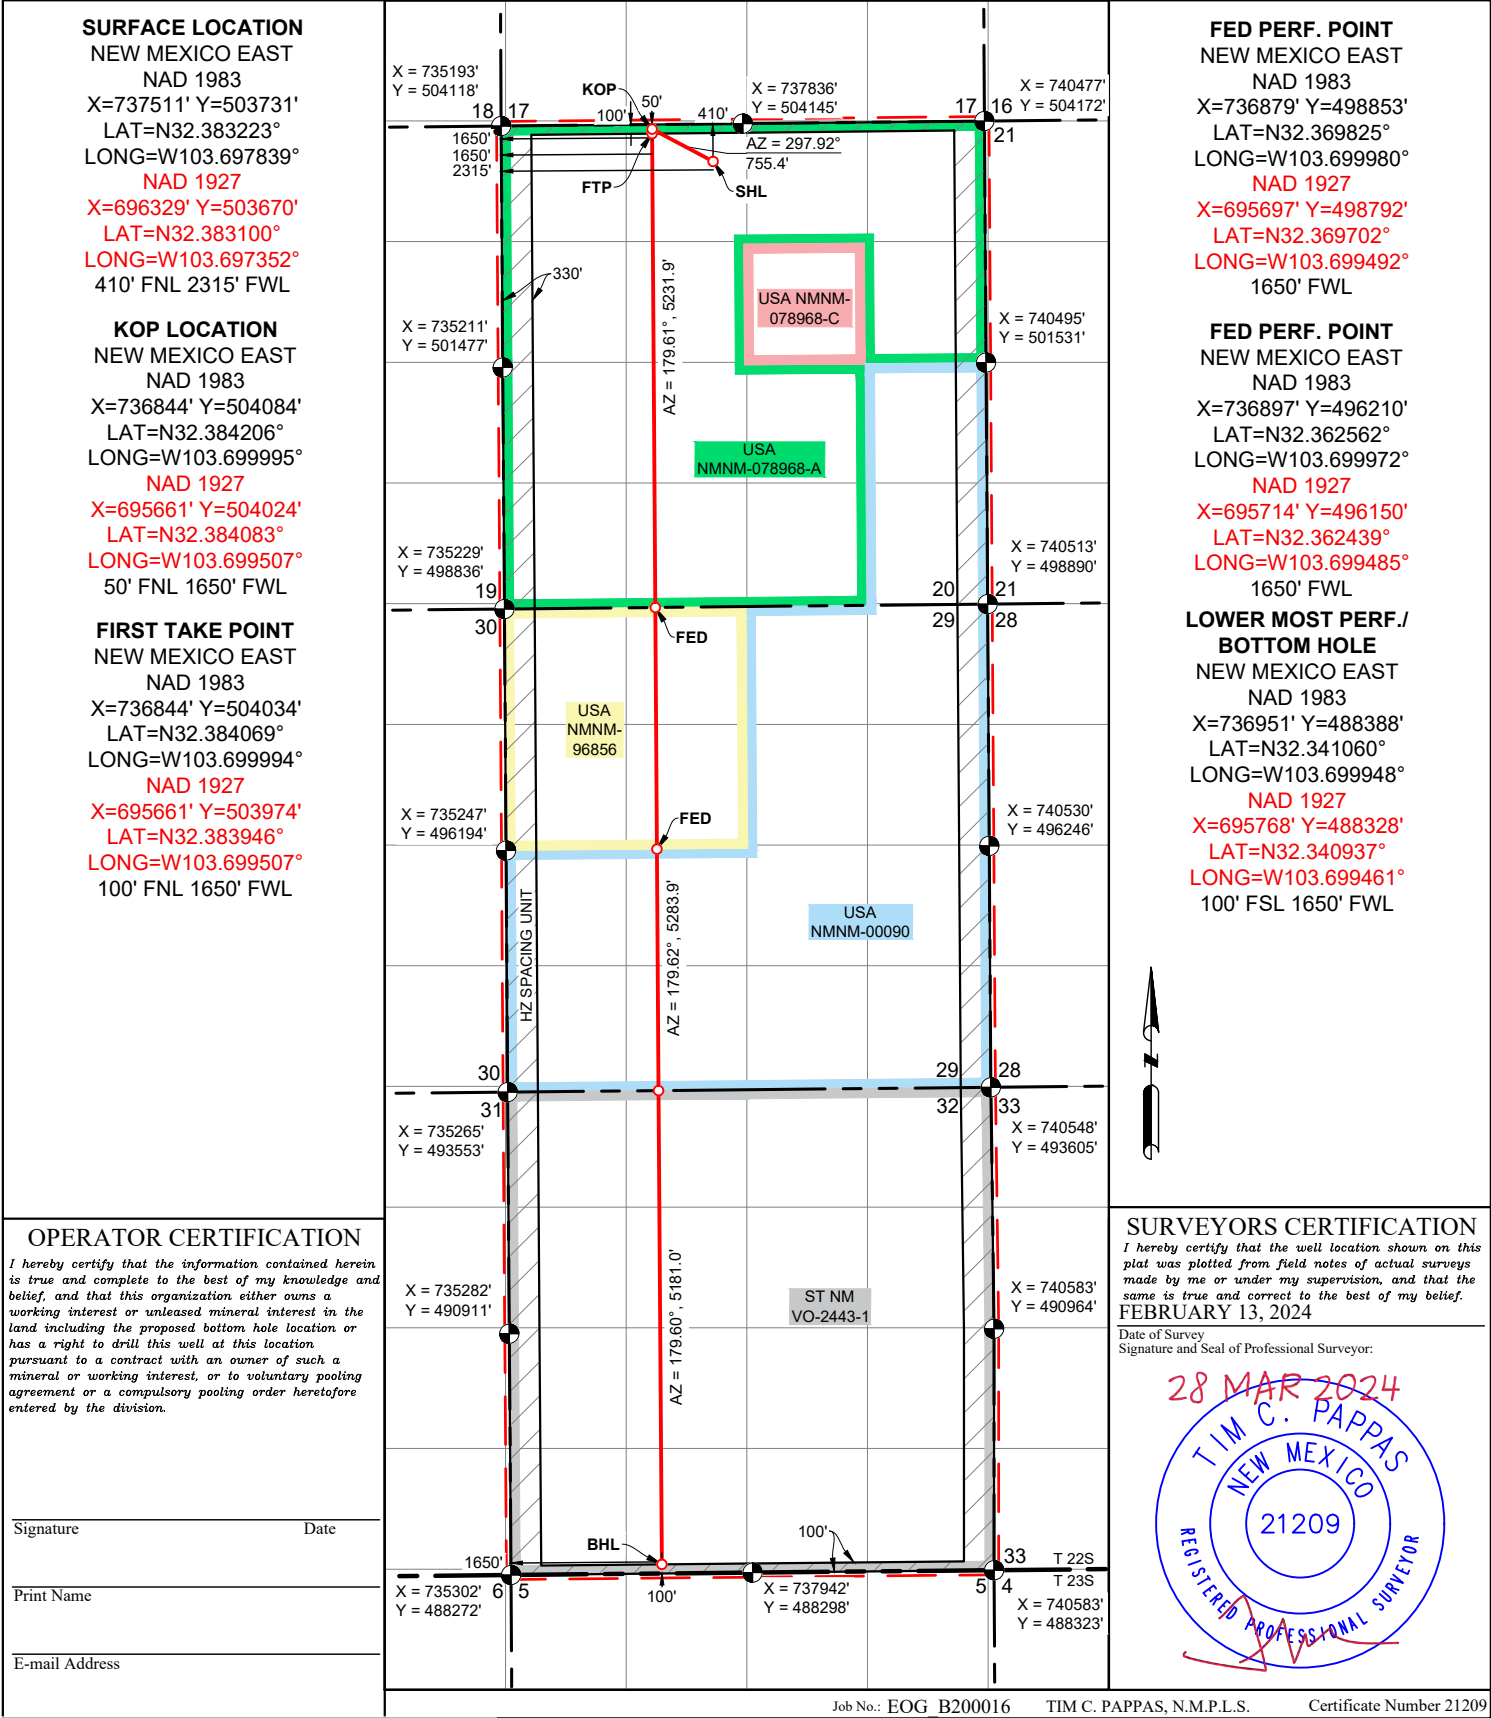 SURFACE LOCATION
NEW MEXICO EAST
NAD 1983
X=737511' Y=503731'
LAT=N32.383223°
LONG=W103.697839°
NAD 1927
X=696329' Y=503670'
LAT=N32.383100°
LONG=W103.697352°
410' FNL 2315' FWL
KOP LOCATION
NEW MEXICO EAST
NAD 1983
X=736844' Y=504084'
LAT=N32.384206°
LONG=W103.699995°
NAD 1927
X=695661' Y=504024'
LAT=N32.384083°
LONG=W103.699507°
50' FNL 1650' FWL
FIRST TAKE POINT
NEW MEXICO EAST
NAD 1983
X=736844' Y=504034'
LAT=N32.384069°
LONG=W103.699994°
NAD 1927
X=695661' Y=503974'
LAT=N32.383946°
LONG=W103.699507°
100' FNL 1650' FWL
OPERATOR CERTIFICATION
I hereby certify that the information contained herein
is true and complete to the best of my knowledge and
belief, and that this organization either owns a
working interest or unleased mineral interest in the
land including the proposed bottom hole location or
has a right to drill this well at this location
pursuant to a contract with an owner of such a
mineral or working interest, or to voluntary pooling
agreement or a compulsory pooling order heretofore
entered by the division.
Signature Date
Print Name
E-mail Address
X = 735193'
Y = 504118'
KOP
50'
100'
410'
X = 737836'
Y = 504145'
X = 740477'
Y = 504172'
18 17
17 16
21
1650'
1650'
2315'
AZ = 297.92°
755.4'
FTP
SHL
330'
AZ = 179.61°, 5231.9'
USA NMNM-
078968-C
X = 735211'
Y = 501477'
X = 740495'
Y = 501531'
USA
NMNM-078968-A
X = 735229'
Y = 498836'
X = 740513'
Y = 498890'
19
30
20 21
29 28
FED
USA
NMNM-
96856
X = 735247'
Y = 496194'
FED
X = 740530'
Y = 496246'
HZ SPACING UNIT
AZ = 179.62°, 5283.9'
USA
NMNM-00090
30
31
29 28
32 33
X = 735265'
Y = 493553'
X = 740548'
Y = 493605'
AZ = 179.60°, 5181.0'
X = 735282'
Y = 490911'
X = 740583'
Y = 490964'
ST NM
VO-2443-1
BHL
100'
1650'
33
T 22S
T 23S
6 5
5 4
100'
X = 735302'
Y = 488272'
X = 737942'
Y = 488298'
X = 740583'
Y = 488323'
FED PERF. POINT
NEW MEXICO EAST
NAD 1983
X=736879' Y=498853'
LAT=N32.369825°
LONG=W103.699980°
NAD 1927
X=695697' Y=498792'
LAT=N32.369702°
LONG=W103.699492°
1650' FWL
FED PERF. POINT
NEW MEXICO EAST
NAD 1983
X=736897' Y=496210'
LAT=N32.362562°
LONG=W103.699972°
NAD 1927
X=695714' Y=496150'
LAT=N32.362439°
LONG=W103.699485°
1650' FWL
LOWER MOST PERF./
BOTTOM HOLE
NEW MEXICO EAST
NAD 1983
X=736951' Y=488388'
LAT=N32.341060°
LONG=W103.699948°
NAD 1927
X=695768' Y=488328'
LAT=N32.340937°
LONG=W103.699461°
100' FSL 1650' FWL
Z
SURVEYORS CERTIFICATION
I hereby certify that the well location shown on this
plat was plotted from field notes of actual surveys
made by me or under my supervision, and that the
same is true and correct to the best of my belief.
FEBRUARY 13, 2024
Date of Survey
Signature and Seal of Professional Surveyor:
28 MAR 2024
TIM C. PAPPAS
NEW MEXICO
21209
REGISTERED PROFESSIONAL SURVEYOR
Job No.: EOG_B200016 TIM C. PAPPAS, N.M.P.L.S. Certificate Number 21209